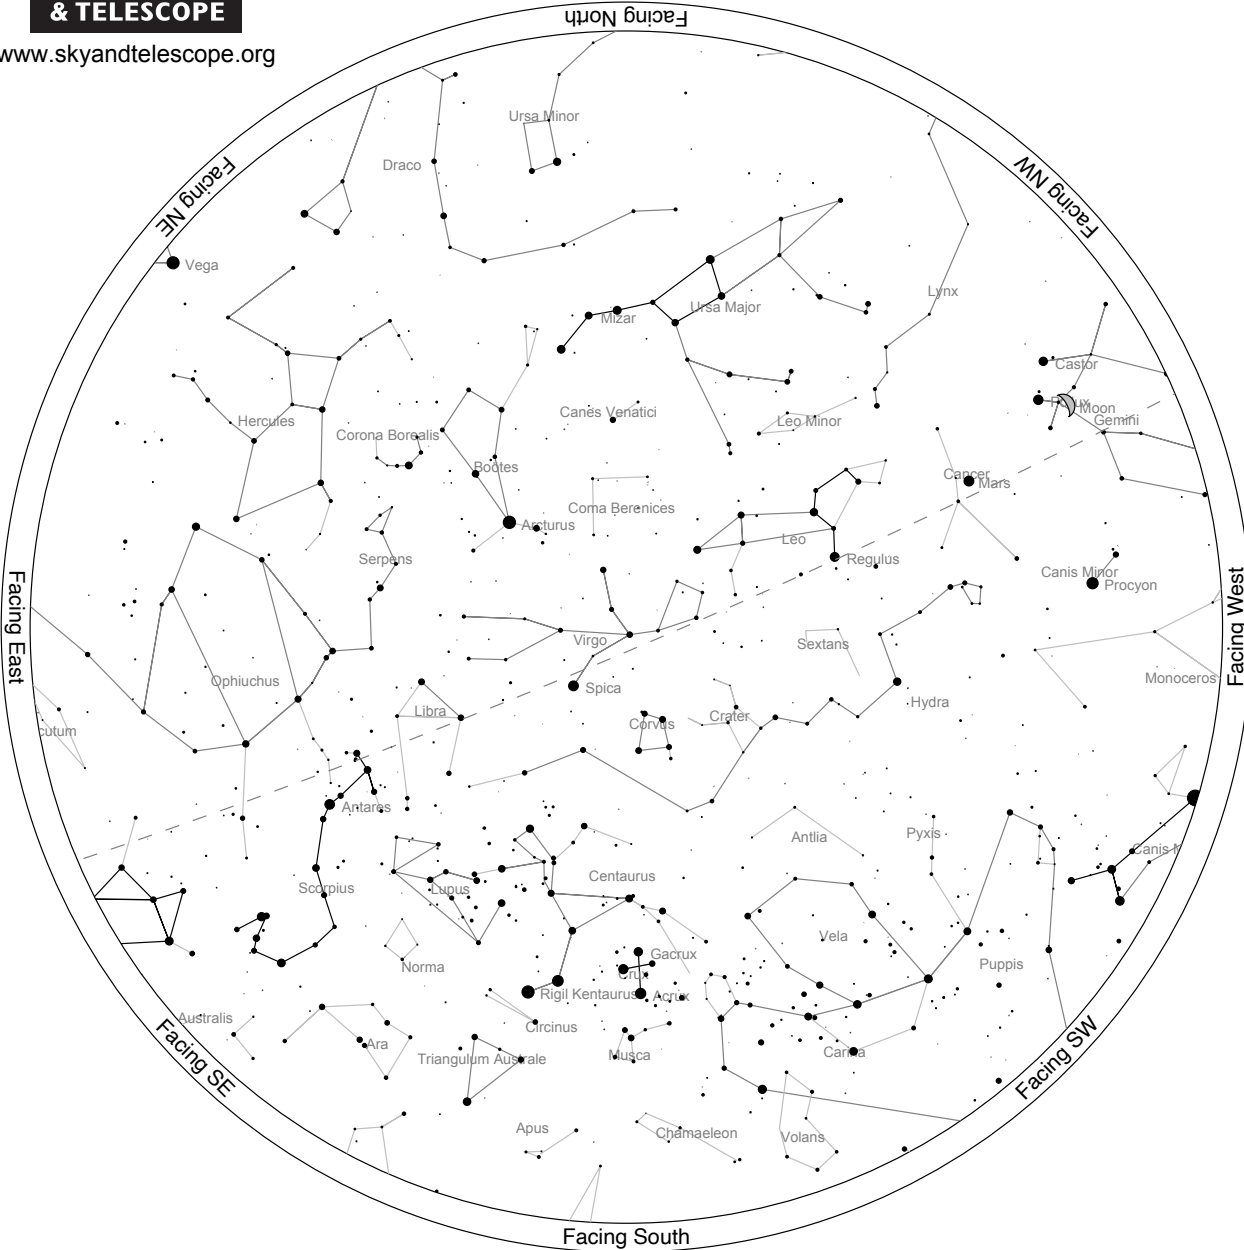 & TELESCOPE
www.skyandtelescope.org
Facing North
Facing NE
Facing NW
Ursa Minor
Draco
Vega
Mizar
Ursa Major
Lynx
Castor
Moon
Gemini
Hercules
Corona Borealis
Canes Venatici
Leo Minor
Bootes
Cancer
Mars
Coma Berenices
Arcturus
Leo
Regulus
Serpens
Canis Minor
Procyon
Facing East
Facing West
Virgo
Sextans
Ophiuchus
Spica
Monoceros
Libra
Hydra
Corvus
Crater
cutum
Antares
Antlia
Pyxis
Canis M
Scorpius
Lupus
Centaurus
Vela
Puppis
Norma
Gacrux
Crux
Rigil Kentaurus
Acrux
Australis
Circinus
Ara
Triangulum Australe
Musca
Carina
Facing SE
Facing SW
Apus
Chamaeleon
Volans
Facing South